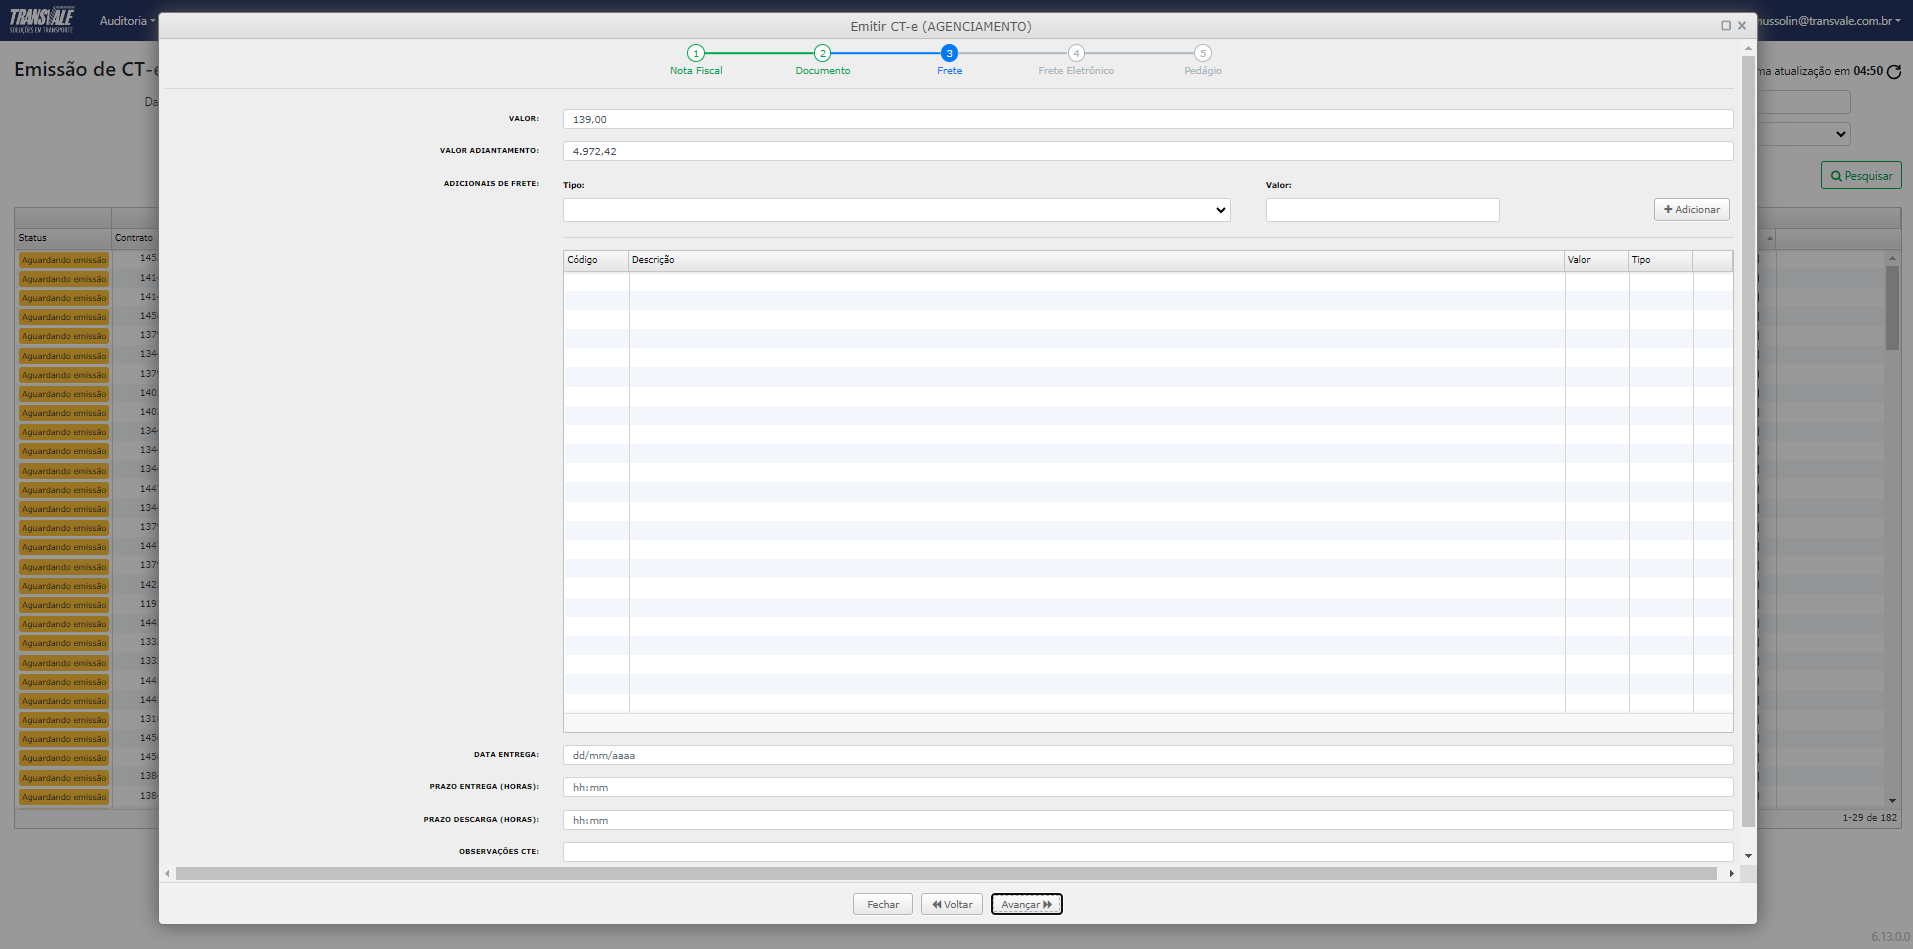 TRANSVALE
SOLUÇÕES EM TRANSPORTE
Auditoria
Emitir CT-e (AGENCIAMENTO)
ussolin@transvale.com.br
1
2
3
4
5
Nota Fiscal
Documento
Frete
Frete Eletrônico
Pedágio
Emissão de CT-e
ma atualização em 04:50
Da
VALOR:
139,00
VALOR ADIANTAMENTO:
4.972,42
ADICIONAIS DE FRETE:
Tipo:
Valor:
Pesquisar
+ Adicionar
Status
Contrato
Código
Descrição
Valor
Tipo
Aguardando emissão 145
Aguardando emissão 141
Aguardando emissão 141
Aguardando emissão 145
Aguardando emissão 137
Aguardando emissão 134
Aguardando emissão 137
Aguardando emissão 140
Aguardando emissão 140
Aguardando emissão 134
Aguardando emissão 134
Aguardando emissão 134
Aguardando emissão 144
Aguardando emissão 134
Aguardando emissão 137
Aguardando emissão 144
Aguardando emissão 137
Aguardando emissão 142
Aguardando emissão 119
Aguardando emissão 144
Aguardando emissão 133
Aguardando emissão 133
Aguardando emissão 144
Aguardando emissão 144
Aguardando emissão 131
Aguardando emissão 145
Aguardando emissão 145
Aguardando emissão 138
Aguardando emissão 138
DATA ENTREGA:
dd/mm/aaaa
PRAZO ENTREGA (HORAS):
hh:mm
PRAZO DESCARGA (HORAS):
hh:mm
1-29 de 182
OBSERVAÇÕES CTE:
Fechar
Voltar
Avançar
6.13.0.0